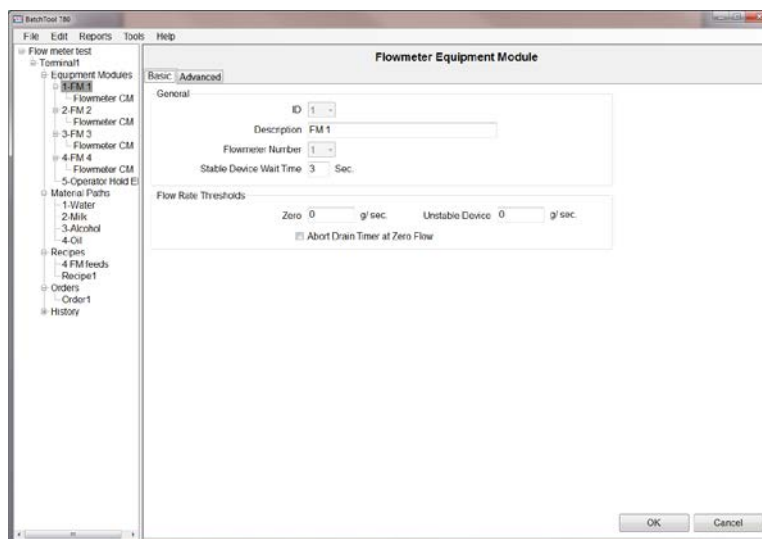 BatchTool 780
File Edit Reports Tools Help
Flow meter test
Terminal1
Equipment Modules
1-FM 1
Flowmeter CM
2-FM 2
Flowmeter CM
3-FM 3
Flowmeter CM
4-FM 4
Flowmeter CM
5-Operator Hold E
Material Paths
1-Water
2-Milk
3-Alcohol
4-Oil
Recipes
4 FM feeds
Recipe1
Orders
Order1
History
Flowmeter Equipment Module
Basic Advanced
General
ID 1
Description FM 1
Flowmeter Number 1
Stable Device Wait Time 3 Sec.
Flow Rate Thresholds
Zero 0 g/ sec. Unstable Device 0 g/ sec.
Abort Drain Timer at Zero Flow
OK Cancel